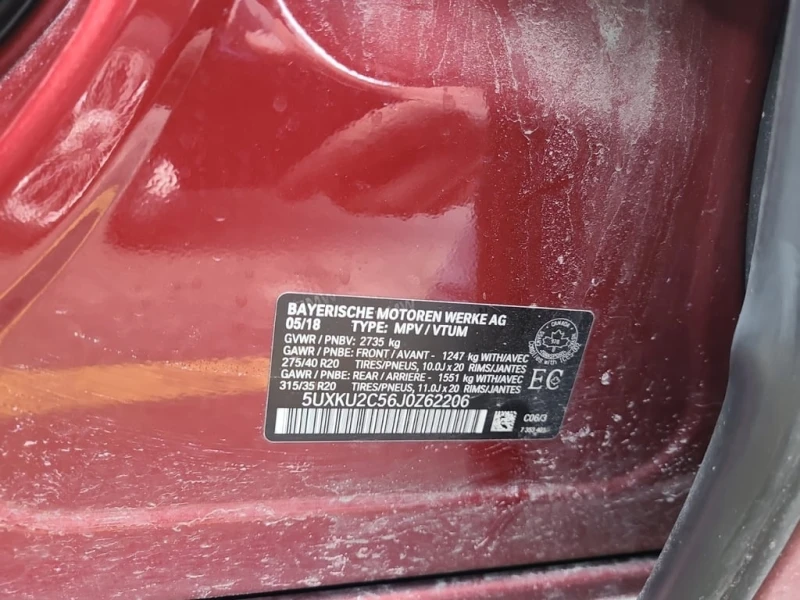 BAYERISCHE MOTOREN WERKE AG
05/18 TYPE: MPV / VTUM
GVWR / PNBV: 2735 kg
GAWR / PNBE: FRONT / AVANT - 1247 kg WITH/AVEC
275/40 R20 TIRES/PNEUS, 10.0J x 20 RIMS/JANTES
GAWR / PNBE: REAR / ARRIERE - 1551 kg WITH/AVEC
315/35 R20 TIRES/PNEUS, 11.0J x 20 RIMS/JANTES
EC
5UXKU2C56J0Z62206
C06/3